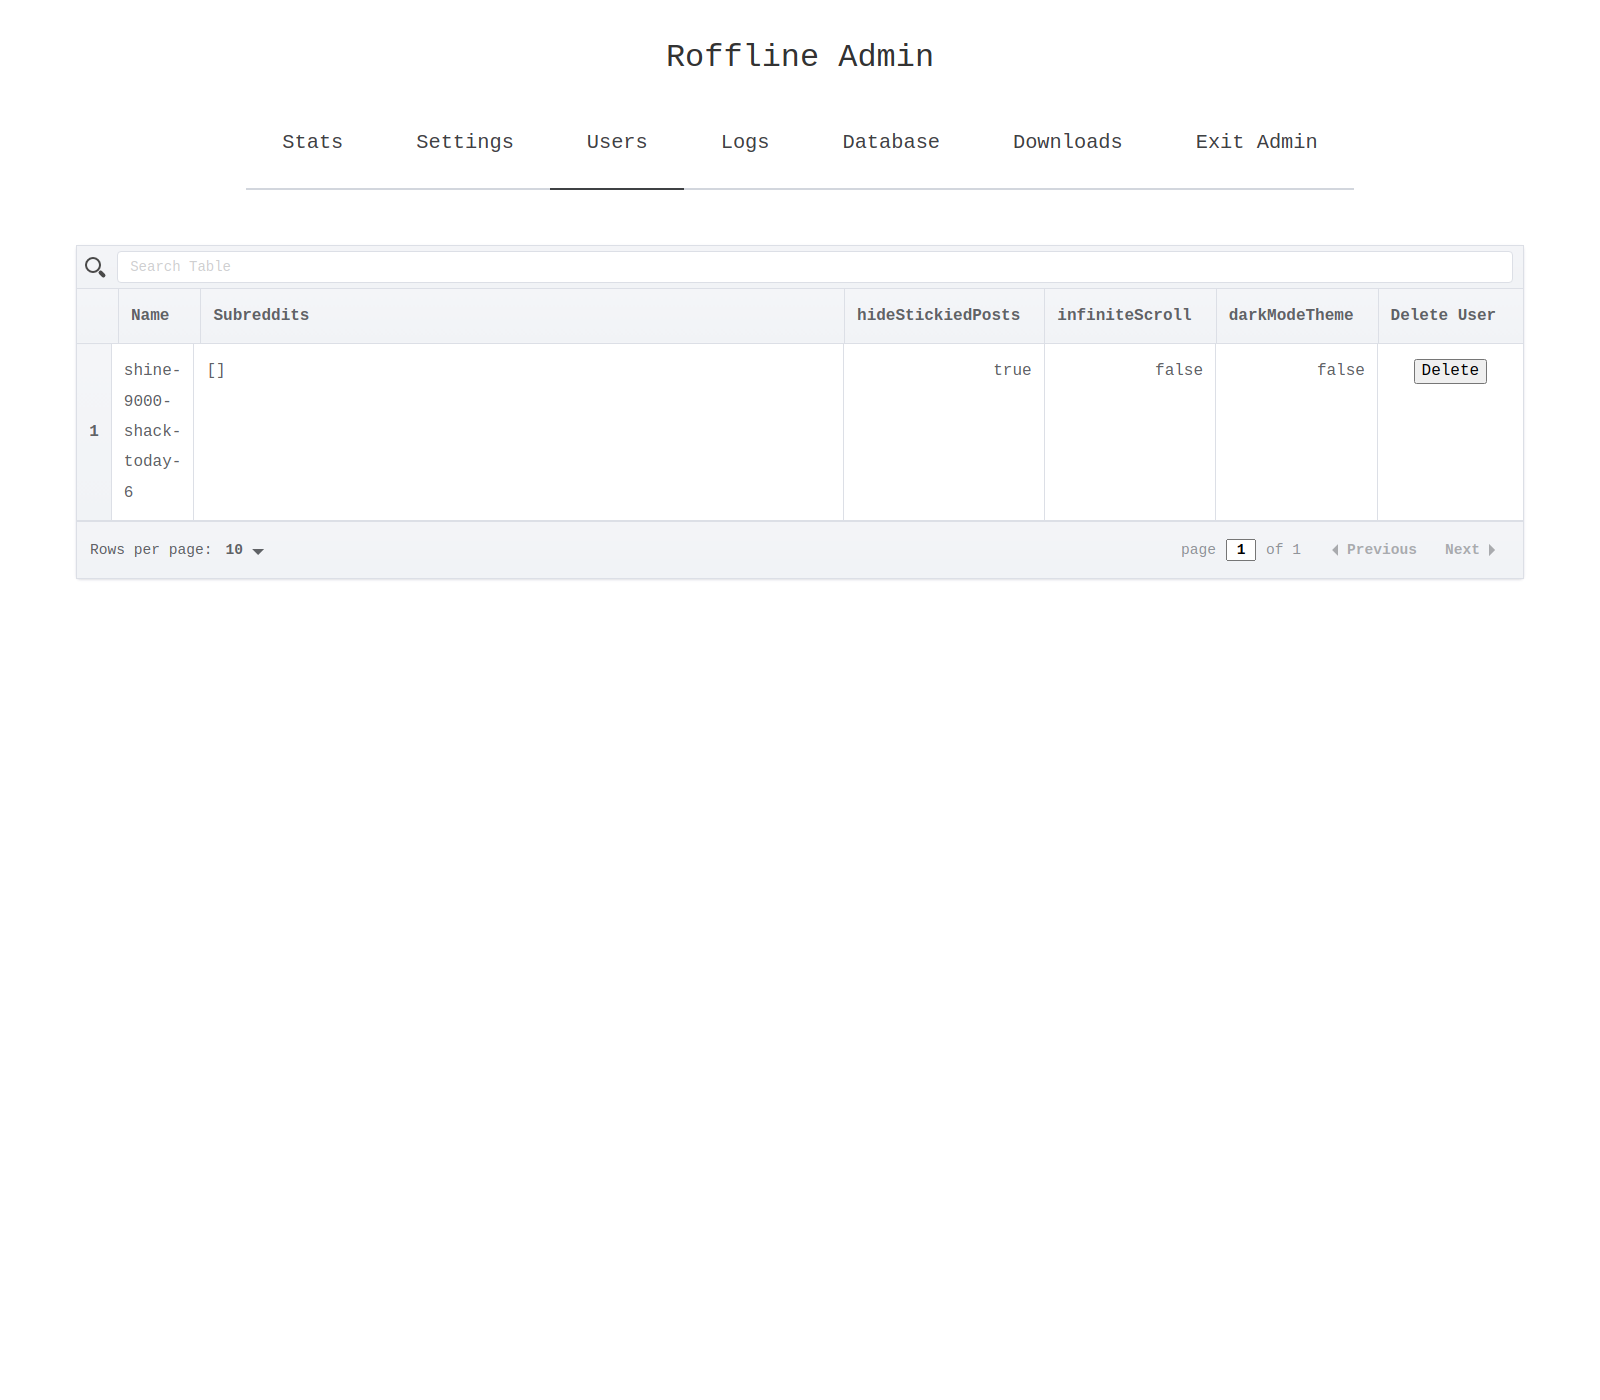 Roffline Admin
Stats Settings Users Logs Database Downloads Exit Admin
Search Table
Name Subreddits hideStickiedPosts infiniteScroll darkModeTheme Delete User
1 shine- [] true false false Delete
9000-
shack-
today-
6
Rows per page: 10 page 1 of 1 Previous Next